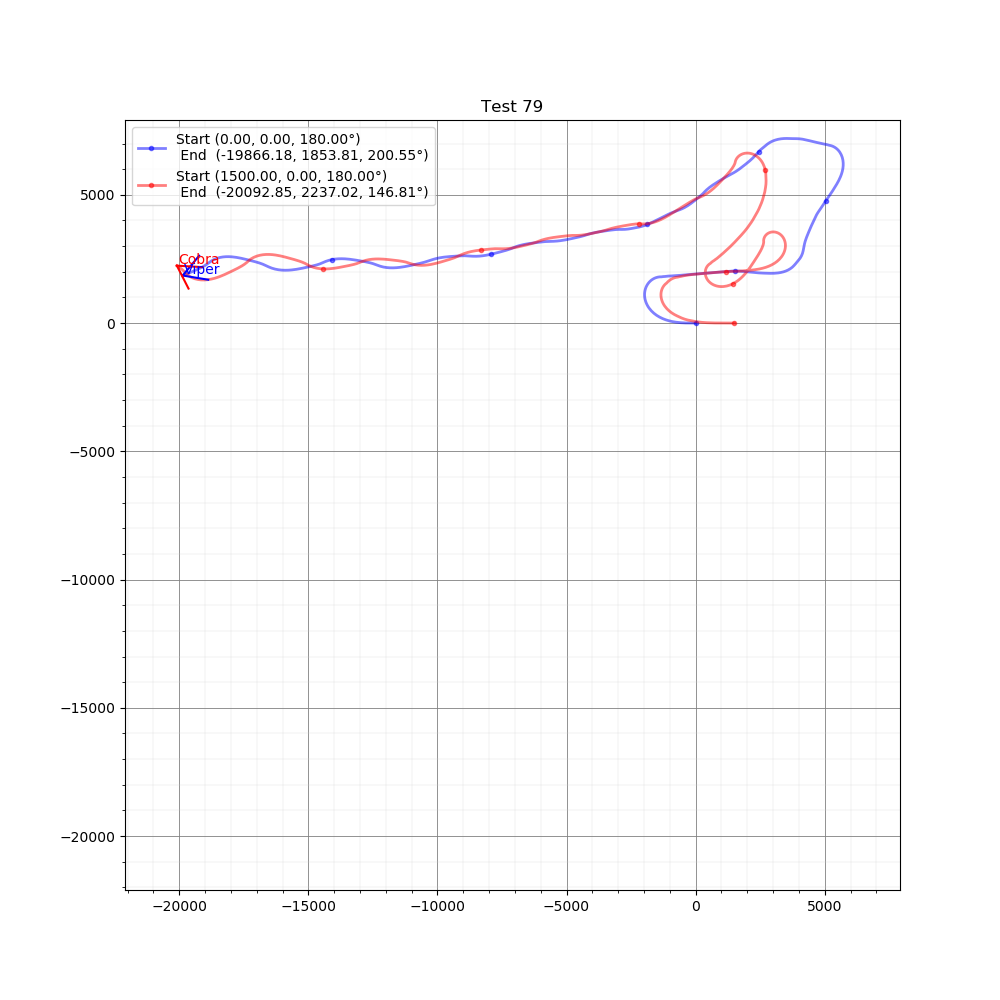 Test 79
Start (0.00, 0.00, 180.00°)
End  (-19866.18, 1853.81, 200.55°)
Start (1500.00, 0.00, 180.00°)
End  (-20092.85, 2237.02, 146.81°)
5000
0
−5000
−10000
−15000
−20000
Cobra
Viper
−20000 −15000 −10000 −5000 0 5000